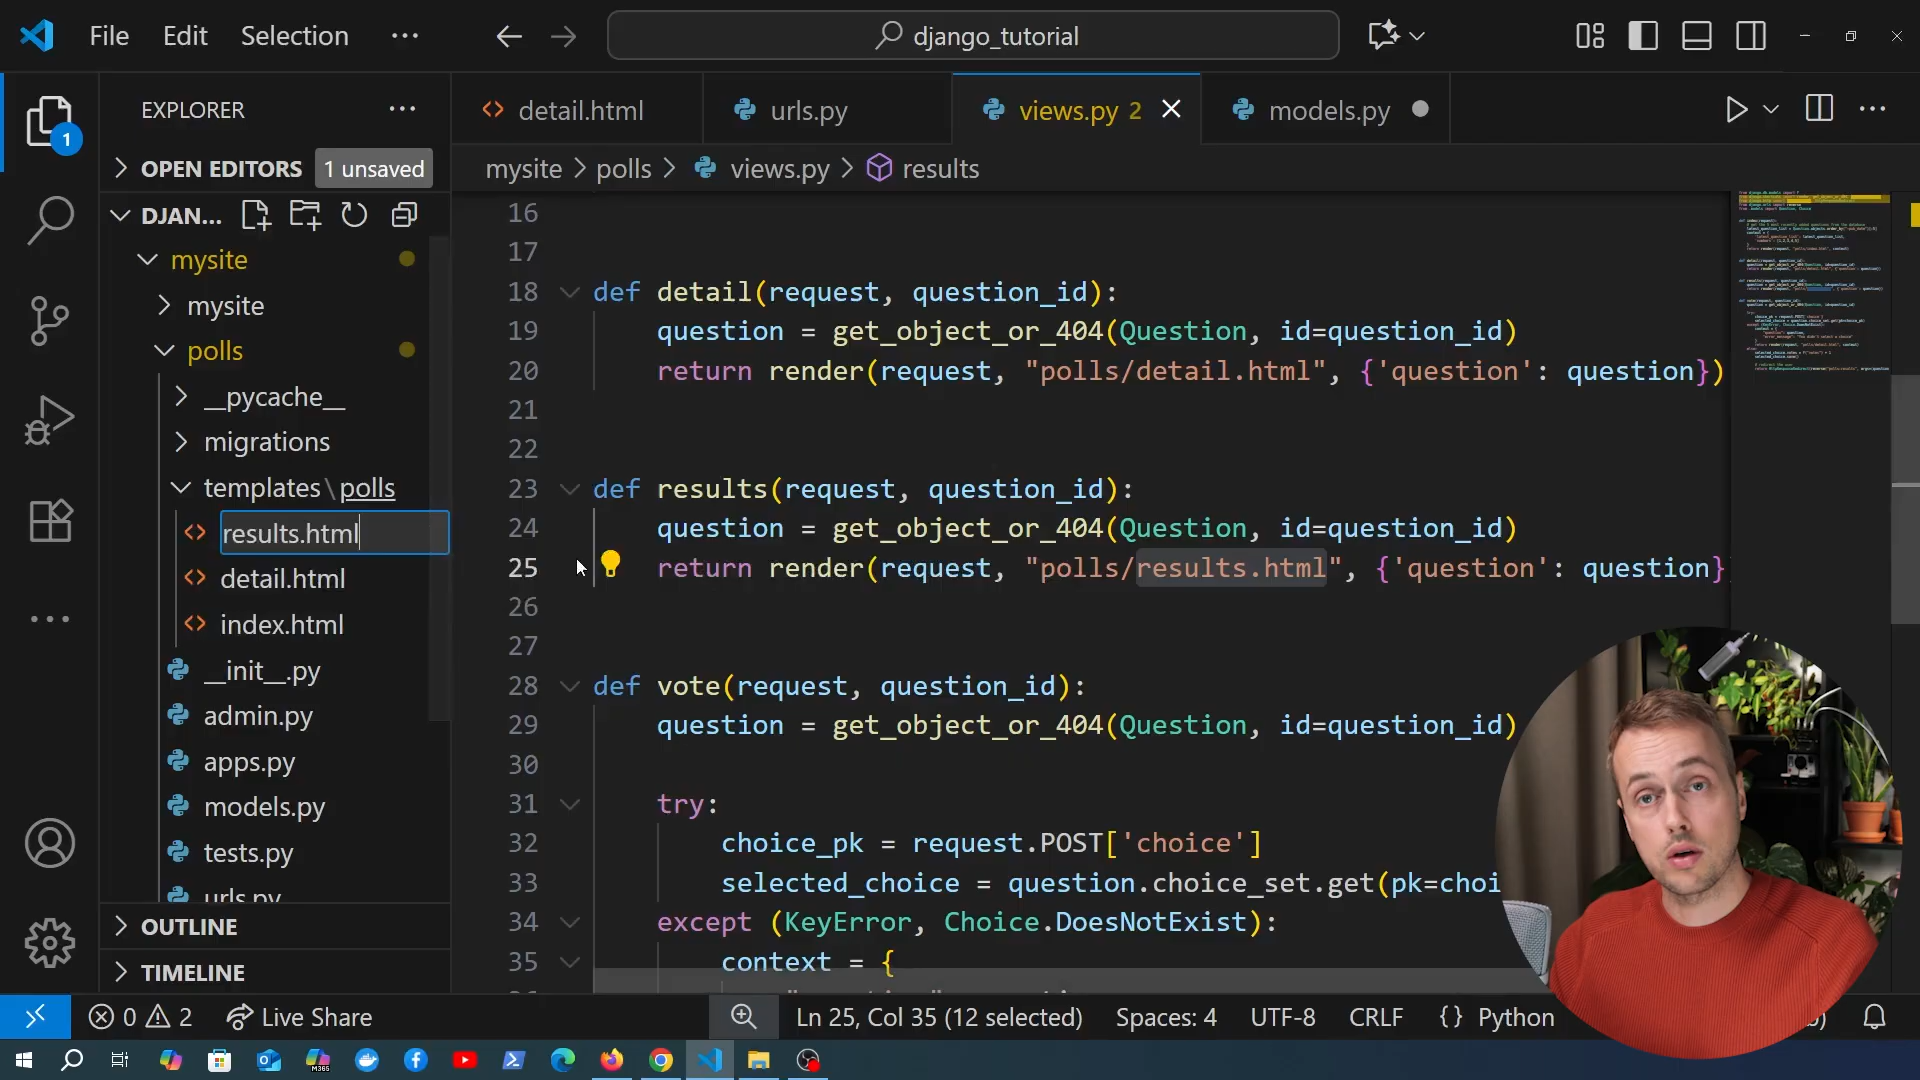 File Edit Selection ···
django_tutorial
EXPLORER ···
detail.html
urls.py
views.py 2
models.py
1
OPEN EDITORS 1 unsaved
mysite > polls > views.py > results
DJAN...
mysite
mysite
polls
__pycache__
migrations
templates\polls
results.html
detail.html
index.html
__init__.py
admin.py
apps.py
models.py
tests.py
urls.py
OUTLINE
TIMELINE
16
17
18 def detail(request, question_id):
19 question = get_object_or_404(Question, id=question_id)
20 return render(request, "polls/detail.html", {'question': question})
21
22
23 def results(request, question_id):
24 question = get_object_or_404(Question, id=question_id)
25 return render(request, "polls/results.html", {'question': question}
26
27
28 def vote(request, question_id):
29 question = get_object_or_404(Question, id=question_id)
30
31 try:
32 choice_pk = request.POST['choice']
33 selected_choice = question.choice_set.get(pk=choi
34 except (KeyError, Choice.DoesNotExist):
35 context = {
0 2 Live Share
Ln 25, Col 35 (12 selected) Spaces: 4 UTF-8 CRLF {} Python
M365